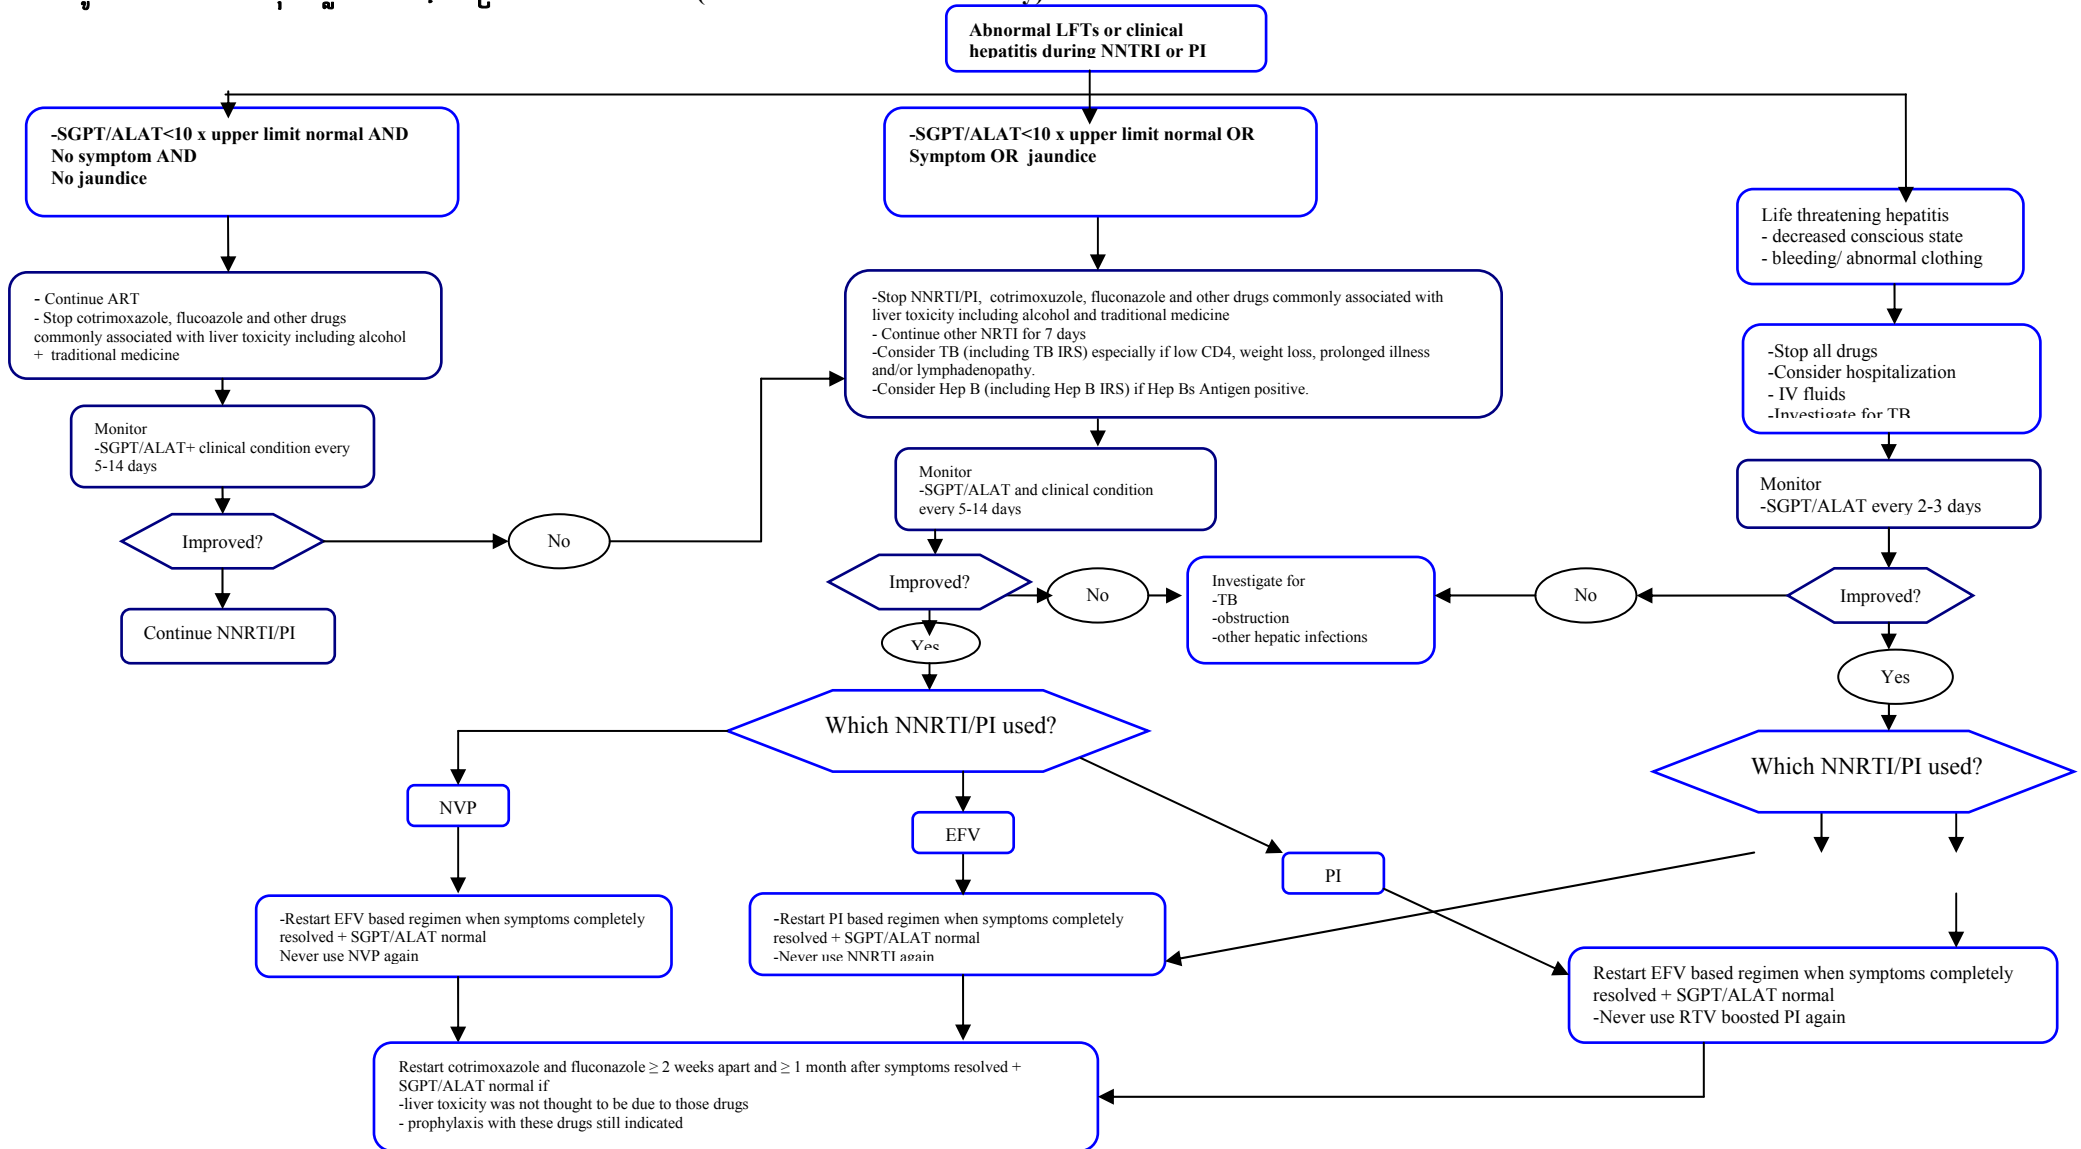 Abnormal LFTs or clinical
hepatitis during NNTRI or PI
-SGPT/ALAT<10 x upper limit normal AND
No symptom AND
No jaundice
-SGPT/ALAT<10 x upper limit normal OR
Symptom OR jaundice
Life threatening hepatitis
- decreased conscious state
- bleeding/ abnormal clothing
- Continue ART
- Stop cotrimoxazole, flucoazole and other drugs
commonly associated with liver toxicity including alcohol
+ traditional medicine
-Stop NNRTI/PI, cotrimoxuzole, fluconazole and other drugs commonly associated with
liver toxicity including alcohol and traditional medicine
- Continue other NRTI for 7 days
-Consider TB (including TB IRS) especially if low CD4, weight loss, prolonged illness
and/or lymphadenopathy.
-Consider Hep B (including Hep B IRS) if Hep Bs Antigen positive.
-Stop all drugs
-Consider hospitalization
- IV fluids
-Investigate for TB
Monitor
-SGPT/ALAT+ clinical condition every
5-14 days
Monitor
-SGPT/ALAT and clinical condition
every 5-14 days
Monitor
-SGPT/ALAT every 2-3 days
Improved?
No
Improved?
No
Investigate for
-TB
-obstruction
-other hepatic infections
No
Improved?
Continue NNRTI/PI
Yes
Yes
Which NNRTI/PI used?
Which NNRTI/PI used?
NVP
EFV
PI
-Restart EFV based regimen when symptoms completely
resolved + SGPT/ALAT normal
Never use NVP again
-Restart PI based regimen when symptoms completely
resolved + SGPT/ALAT normal
-Never use NNRTI again
Restart EFV based regimen when symptoms completely
resolved + SGPT/ALAT normal
-Never use RTV boosted PI again
Restart cotrimoxazole and fluconazole ≥ 2 weeks apart and ≥ 1 month after symptoms resolved +
SGPT/ALAT normal if
-liver toxicity was not thought to be due to those drugs
- prophylaxis with these drugs still indicated